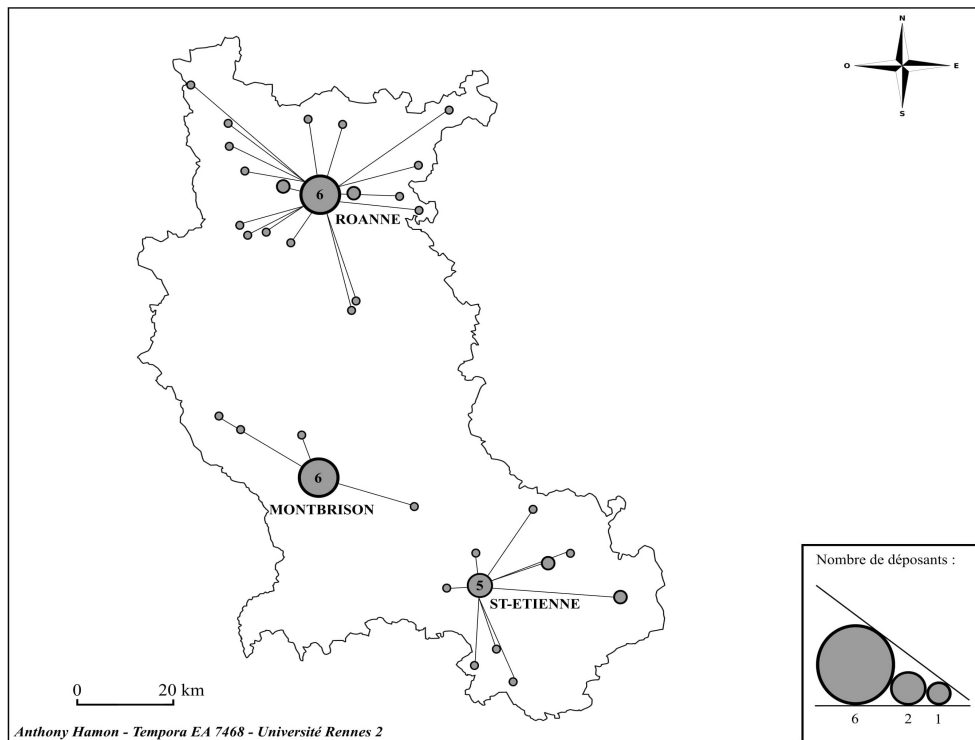 N
O E
S
6
ROANNE
6
MONTBRISON
5
ST-ETIENNE
Nombre de déposants :
6 2 1
0 20 km
Anthony Hamon - Tempora EA 7468 - Université Rennes 2